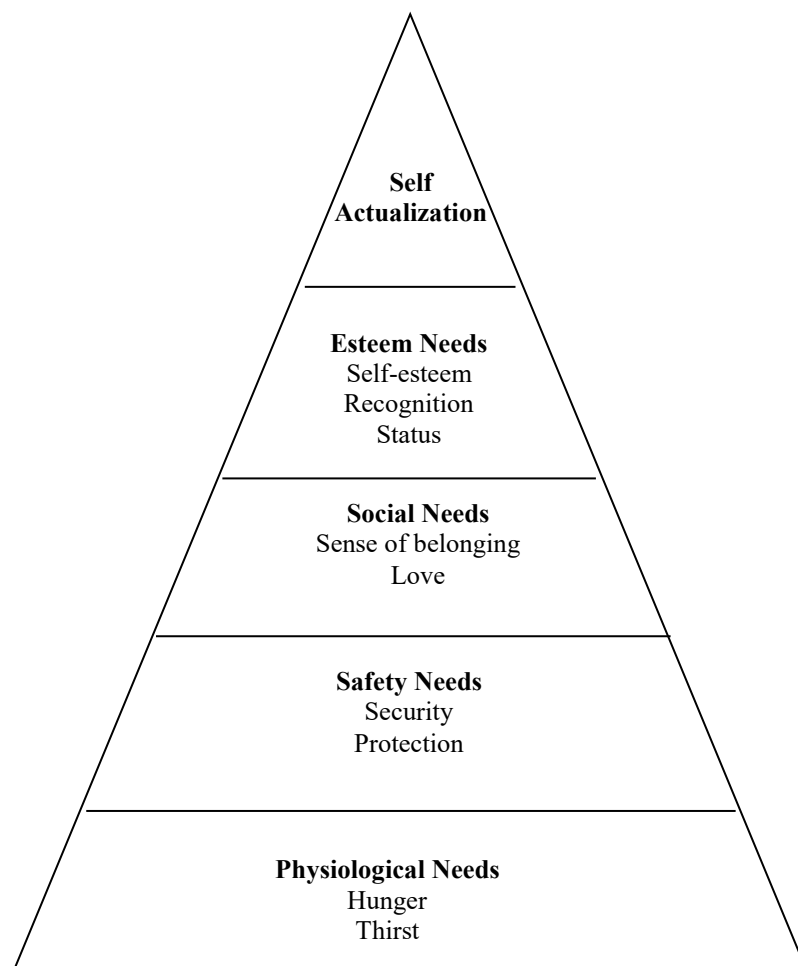 Self
Actualization
Esteem Needs
Self-esteem
Recognition
Status
Social Needs
Sense of belonging
Love
Safety Needs
Security
Protection
Physiological Needs
Hunger
Thirst